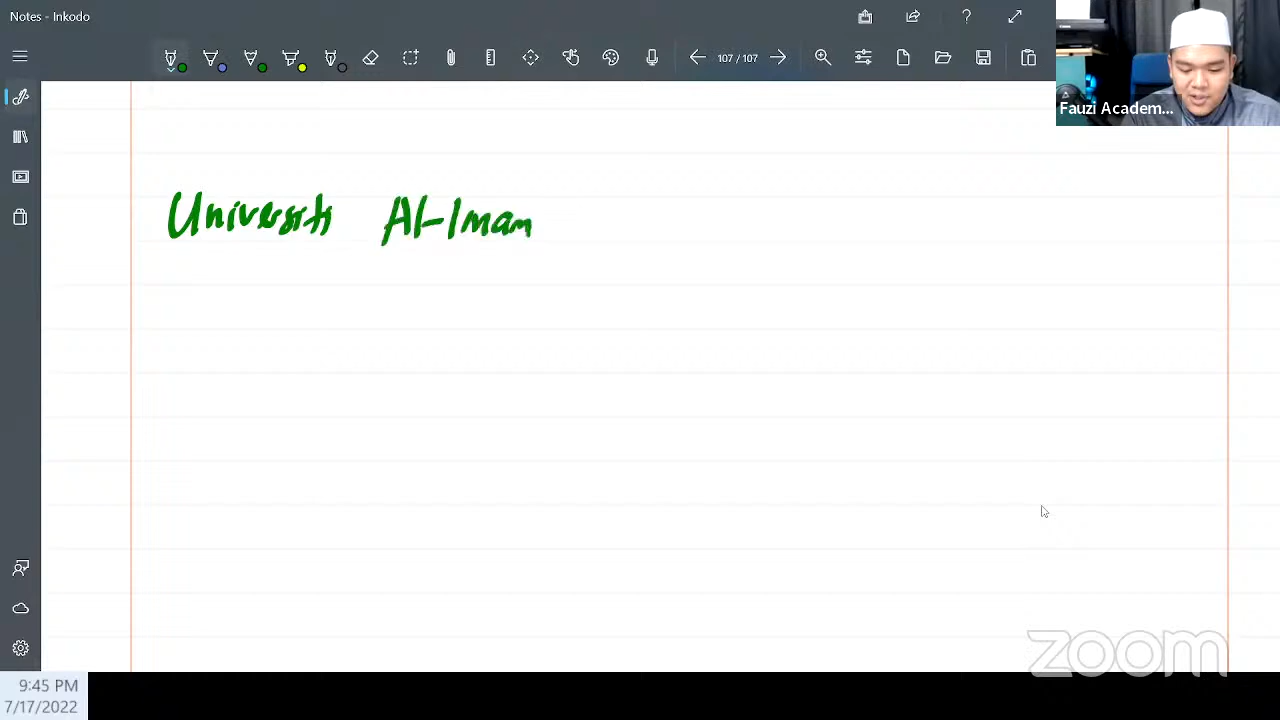 Notes - Inkodo
107 / 107
Fauzi Academ...
Universiti Al-Imam
zoom
9:45 PM
7/17/2022